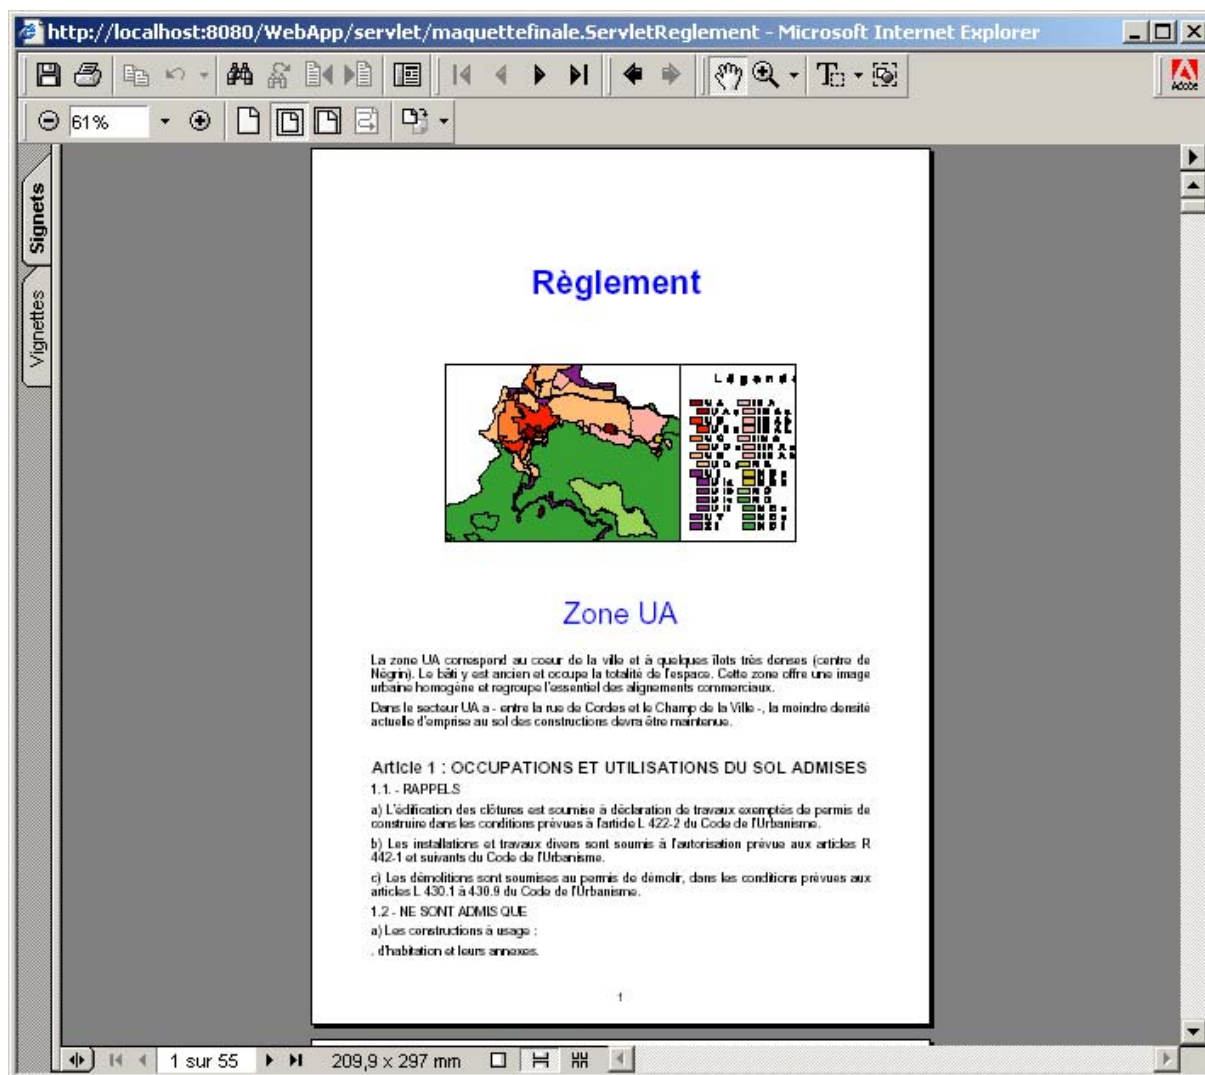 http://localhost:8080/WebApp/servlet/maquettefinale.ServletReglement - Microsoft Internet Explorer
Adobe
61%
Signets
Vignettes
Règlement
Légende
Zone UA
La zone UA correspond au coeur de la ville et à quelques îlots très denses (centre de
Négrin). Le bâti y est ancien et occupe la totalité de l'espace. Cette zone offre une image
urbaine homogène et regroupe l'essentiel des alignements commerciaux.
Dans le secteur UA a - entre la rue de Cordes et le Champ de la Ville -, la moindre densité
actuelle d'emprise au sol des constructions devra être maintenue.
Article 1 : OCCUPATIONS ET UTILISATIONS DU SOL ADMISES
1.1. - RAPPELS
a) L'édification des clôtures est soumise à déclaration de travaux exemptés de permis de
construire dans les conditions prévues à l'article L 422-2 du Code de l'Urbanisme.
b) Les installations et travaux divers sont soumis à l'autorisation prévue aux articles R
442-1 et suivants du Code de l'Urbanisme.
c) Les démolitions sont soumises au permis de démolir, dans les conditions prévues aux
articles L 430.1 à 430.9 du Code de l'Urbanisme.
1.2 - NE SONT ADMIS QUE
a) Les constructions à usage :
. d'habitation et leurs annexes.
1
1 sur 55
209,9 x 297 mm